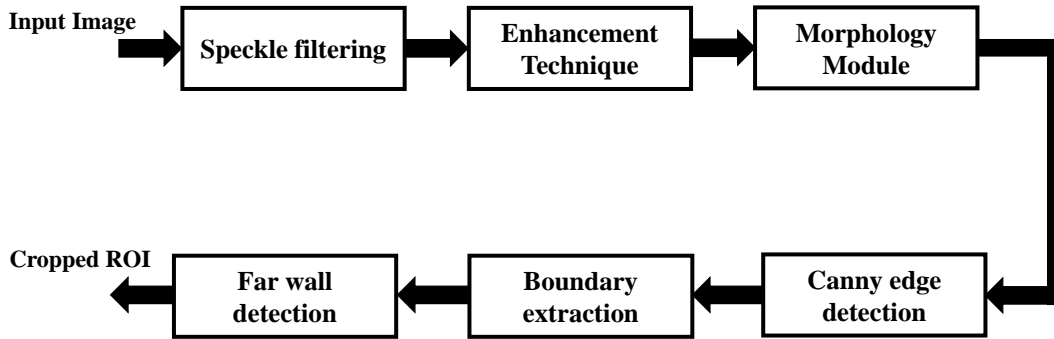 Input Image
Speckle filtering
Enhancement
Technique
Morphology
Module
Canny edge
detection
Boundary
extraction
Far wall
detection
Cropped ROI